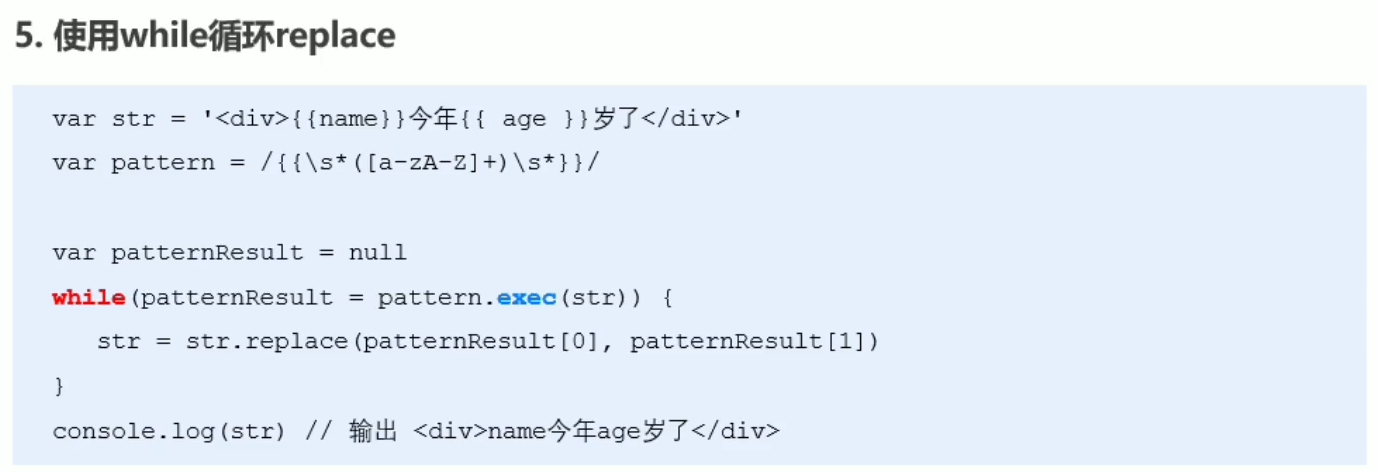 5. 使用while循环replace
var str = '<div>{{name}}今年{{ age }}岁了</div>'
var pattern = /{{\s*([a-zA-Z]+)\s*}}/
var patternResult = null
while(patternResult = pattern.exec(str)) {
str = str.replace(patternResult[0], patternResult[1])
}
console.log(str) // 输出 <div>name今年age岁了</div>